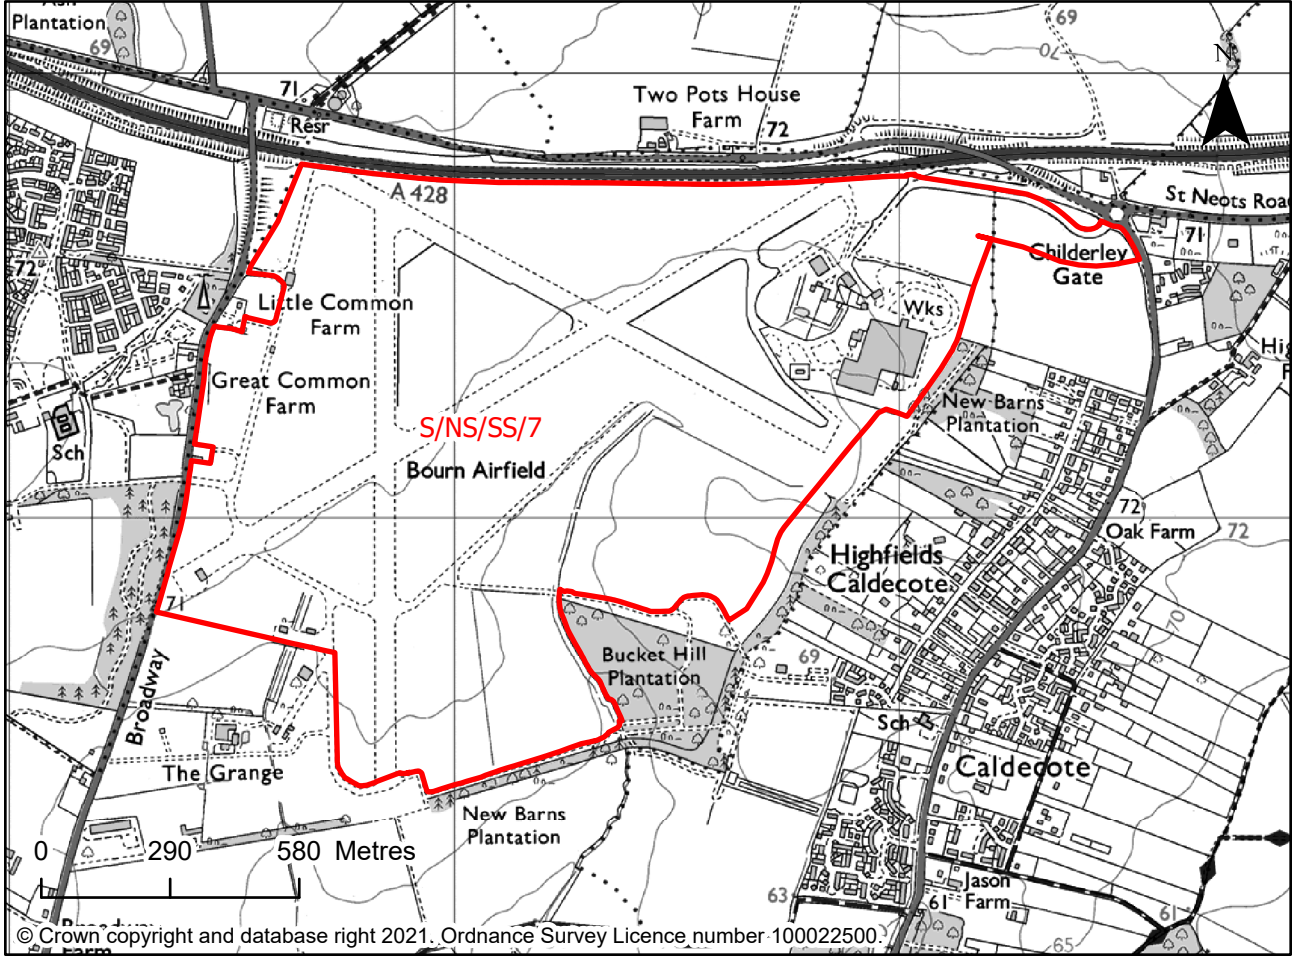 Plantation
69
69
70
N
71
Resr
Two Pots House
Farm
72
A 428
St Neots Roa
71
72
Childerley
Gate
Little Common
Farm
Wks
Great Common
Farm
New Barns
Plantation
S/NS/SS/7
Sch
Bourn Airfield
72
Oak Farm
72
Highfields
Caldecote
71
70
Bucket Hill
Plantation
69
Broadway
Sch
The Grange
Caldecote
New Barns
Plantation
0 290 580 Metres
Jason
Farm
63
61
61
65
Farm
© Crown copyright and database right 2021. Ordnance Survey Licence number 100022500.